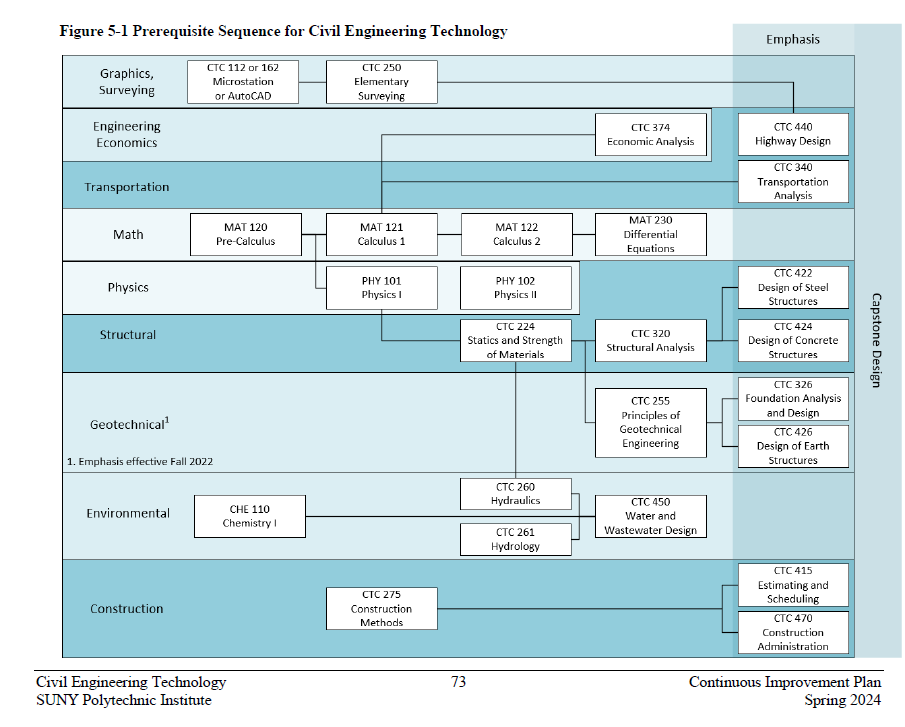 Figure 5-1 Prerequisite Sequence for Civil Engineering Technology
Emphasis
Graphics,
Surveying
CTC 112 or 162
Microstation
or AutoCAD
CTC 250
Elementary
Surveying
Engineering
Economics
CTC 374
Economic Analysis
CTC 440
Highway Design
Transportation
CTC 340
Transportation
Analysis
Math
MAT 120
Pre-Calculus
MAT 121
Calculus 1
MAT 122
Calculus 2
MAT 230
Differential
Equations
Physics
PHY 101
Physics I
PHY 102
Physics II
CTC 422
Design of Steel
Structures
Structural
CTC 224
Statics and Strength
of Materials
CTC 320
Structural Analysis
CTC 424
Design of Concrete
Structures
Capstone Design
Geotechnical¹
1. Emphasis effective Fall 2022
CTC 255
Principles of
Geotechnical
Engineering
CTC 326
Foundation Analysis
and Design
CTC 426
Design of Earth
Structures
Environmental
CHE 110
Chemistry I
CTC 260
Hydraulics
CTC 261
Hydrology
CTC 450
Water and
Wastewater Design
Construction
CTC 275
Construction
Methods
CTC 415
Estimating and
Scheduling
CTC 470
Construction
Administration
Civil Engineering Technology 73 Continuous Improvement Plan
SUNY Polytechnic Institute Spring 2024